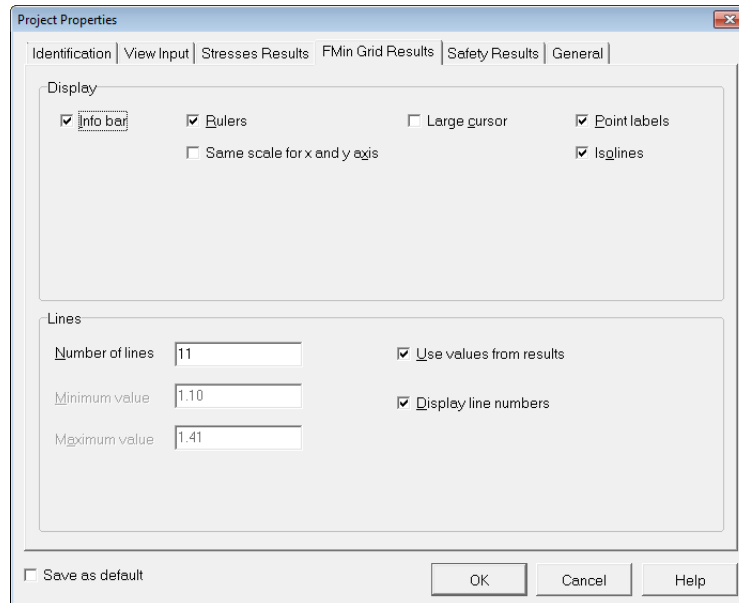 Project Properties
Identification View Input Stresses Results FMin Grid Results Safety Results General
Display
Info bar Rulers Large cursor Point labels
Same scale for x and y axis Isolines
Lines
Number of lines 11 Use values from results
Minimum value 1.10 Display line numbers
Maximum value 1.41
Save as default OK Cancel Help